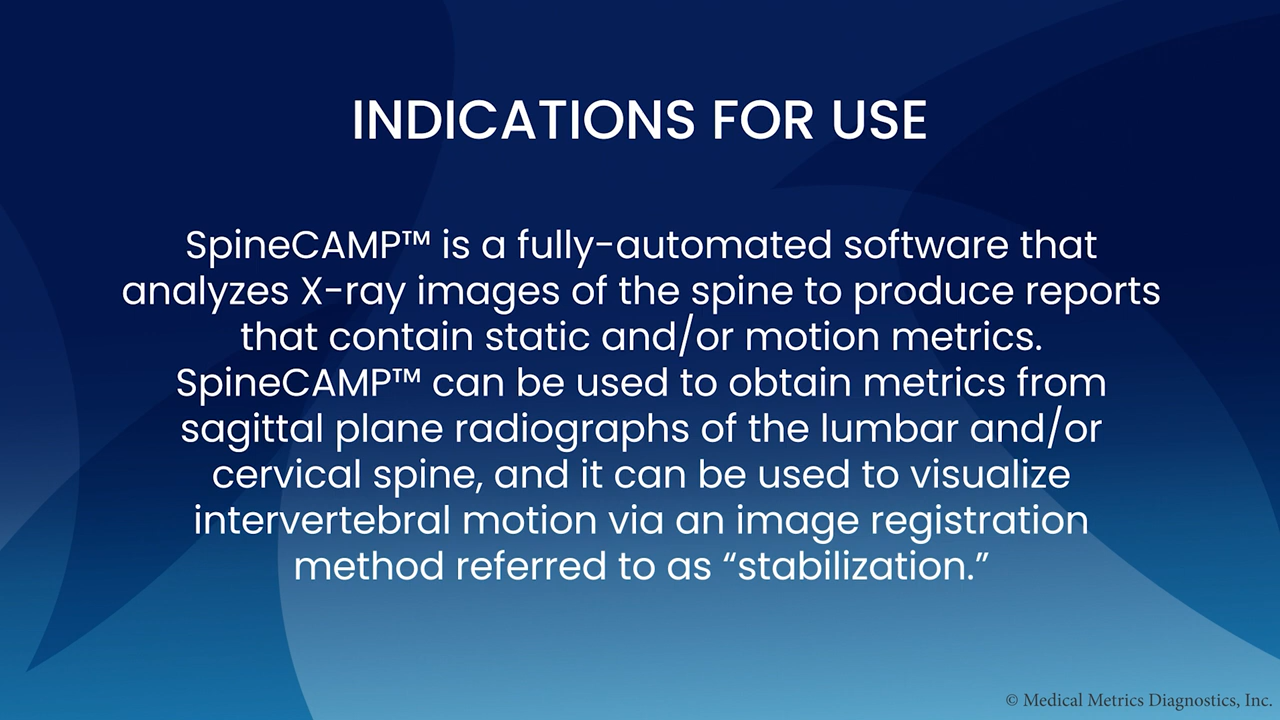 INDICATIONS FOR USE
SpineCAMP™ is a fully-automated software that
analyzes X-ray images of the spine to produce reports
that contain static and/or motion metrics.
SpineCAMP™ can be used to obtain metrics from
sagittal plane radiographs of the lumbar and/or
cervical spine, and it can be used to visualize
intervertebral motion via an image registration
method referred to as “stabilization.”
© Medical Metrics Diagnostics, Inc.